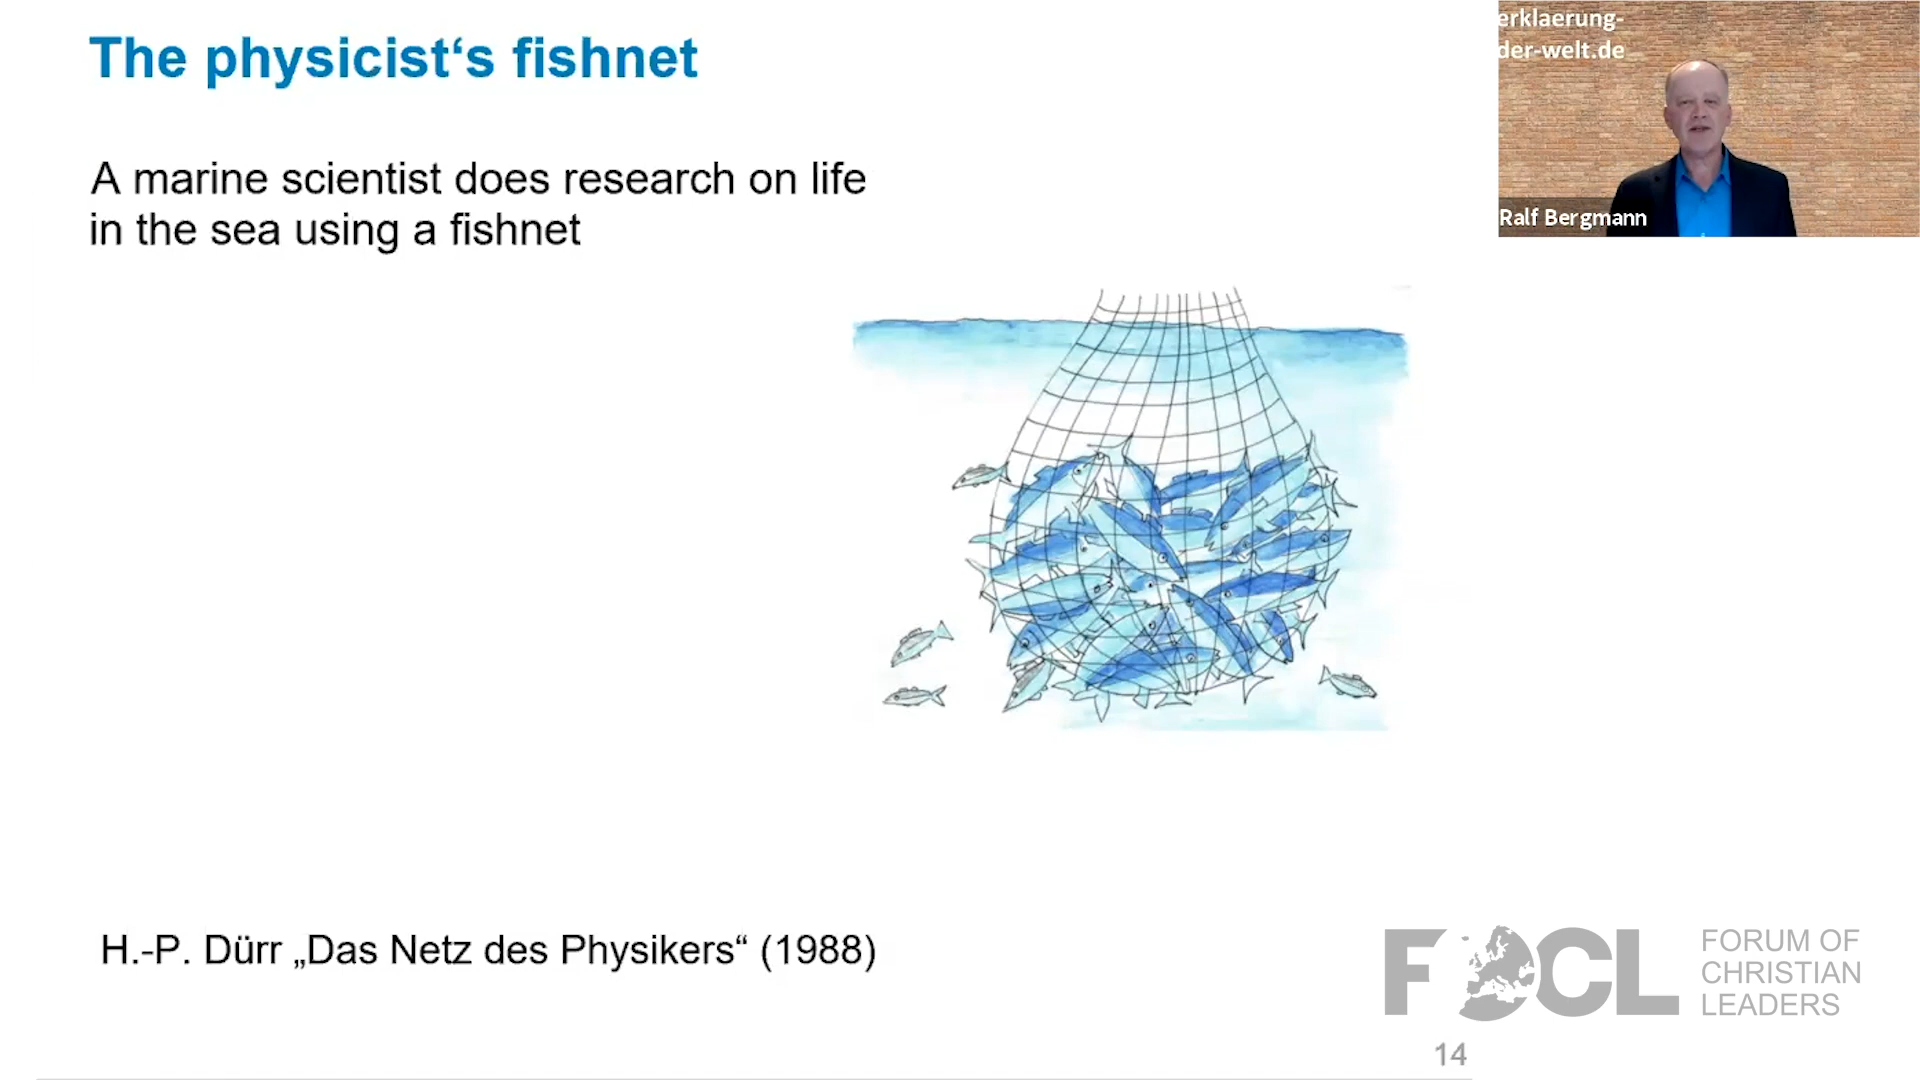 The physicist‘s fishnet
erklaerung-
der-welt.de
Ralf Bergmann
A marine scientist does research on life
in the sea using a fishnet
H.-P. Dürr „Das Netz des Physikers“ (1988)
FOCL
FORUM OF
CHRISTIAN
LEADERS
14